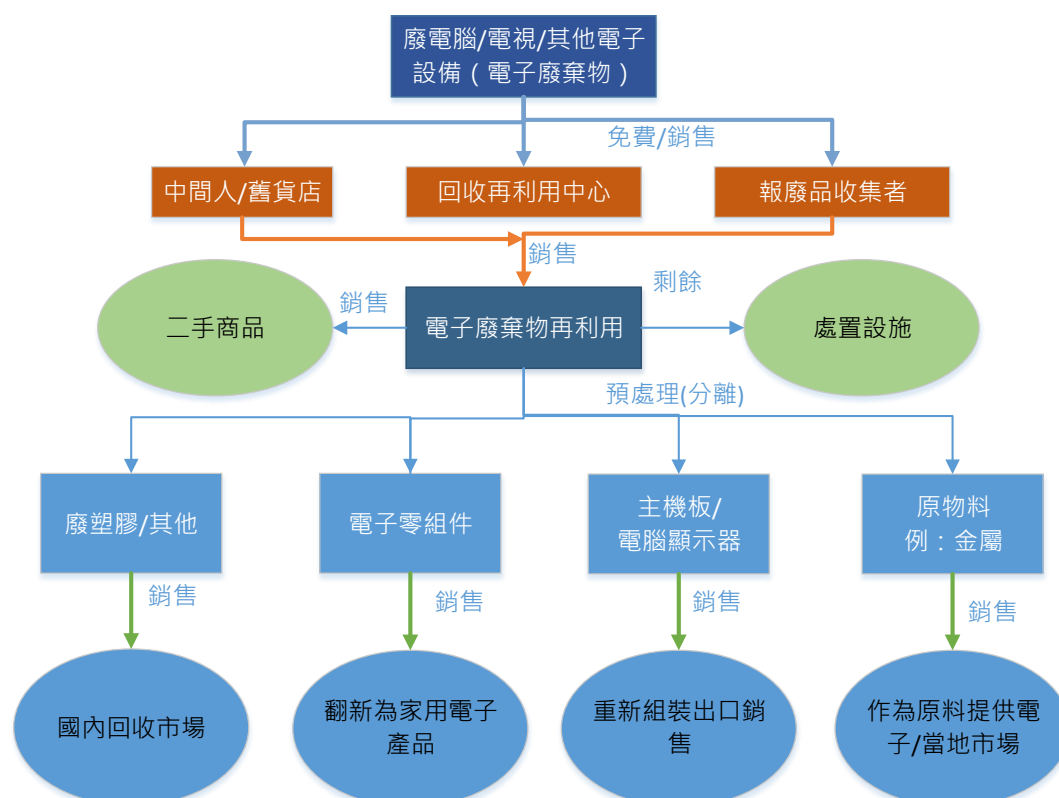 廢電腦/電視/其他電子
設備（電子廢棄物）
免費/銷售
中間人/舊貨店
回收再利用中心
報廢品收集者
銷售
剩餘
銷售
二手商品
電子廢棄物再利用
處置設施
預處理(分離)
廢塑膠/其他
電子零組件
主機板/
電腦顯示器
原物料
例：金屬
銷售
銷售
銷售
銷售
國內回收市場
翻新為家用電子
產品
重新組裝出口銷
售
作為原料提供電
子/當地市場